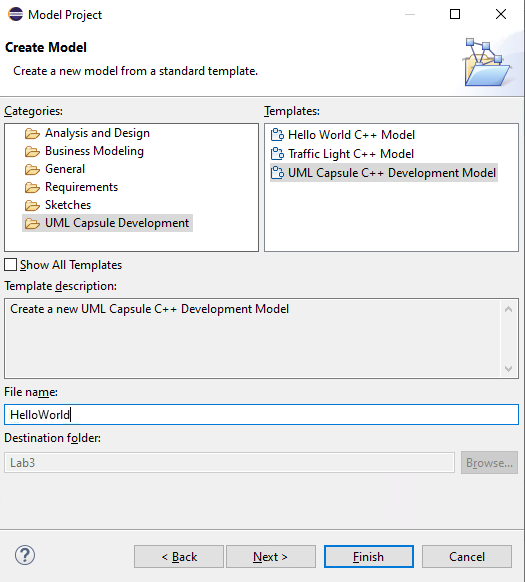 Model Project
Create Model
Create a new model from a standard template.
Categories:
Analysis and Design
Business Modeling
General
Requirements
Sketches
UML Capsule Development
Templates:
Hello World C++ Model
Traffic Light C++ Model
UML Capsule C++ Development Model
Show All Templates
Template description:
Create a new UML Capsule C++ Development Model
File name:
HelloWorld
Destination folder:
Lab3
Browse...
?
< Back
Next >
Finish
Cancel